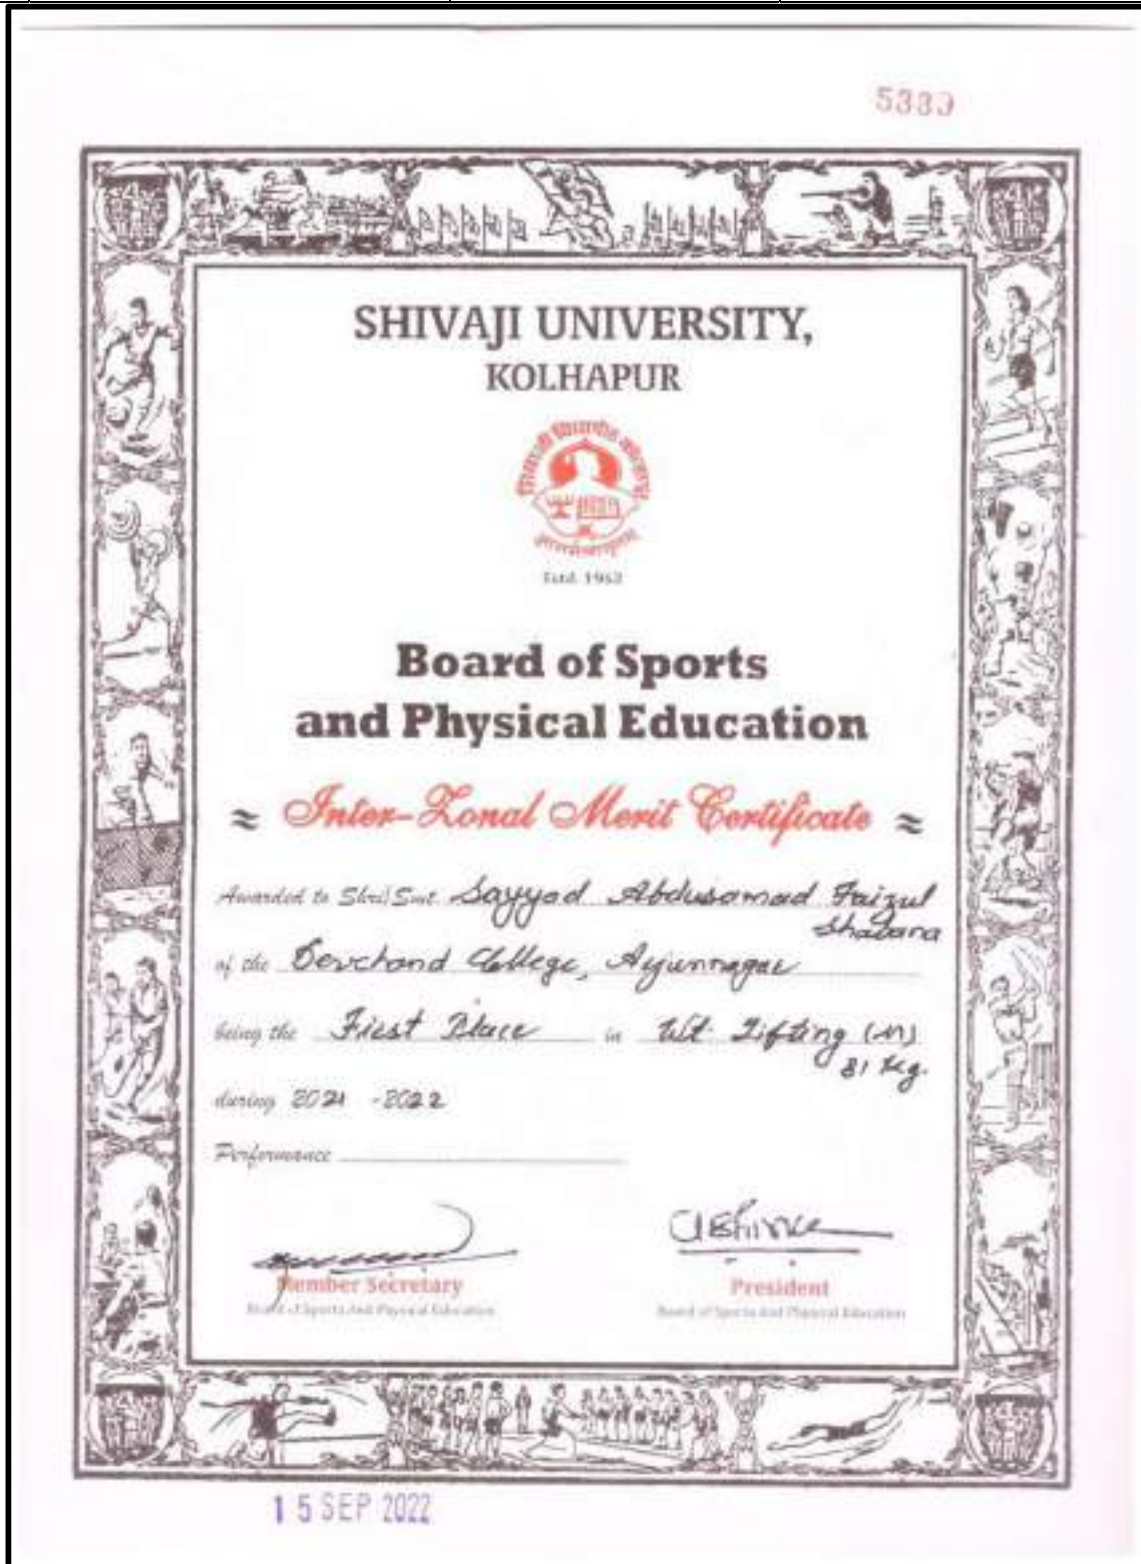 SHIVAJI UNIVERSITY,
KOLHAPUR
Estd. 1962
Board of Sports
and Physical Education
≈ Inter-Zonal Merit Certificate ≈
Awarded to Shri/Smt. Sayyad Abdusamad Faizul
of the Devchand College, Arjunnagar
being the First Place in Wt. Lifting (M)
81 kg.
during 2021 -2022
Performance
Member Secretary President
Board of Sports And Physical Education Board of Sports And Physical Education
15 SEP 2022